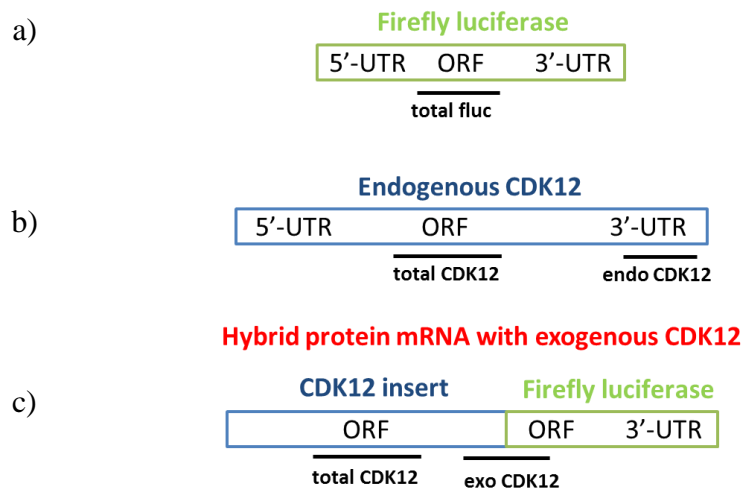 a)
Firefly luciferase
5’-UTR ORF 3’-UTR
total fluc
b)
Endogenous CDK12
5’-UTR ORF 3’-UTR
total CDK12 endo CDK12
Hybrid protein mRNA with exogenous CDK12
c)
CDK12 insert Firefly luciferase
ORF ORF 3’-UTR
total CDK12 exo CDK12